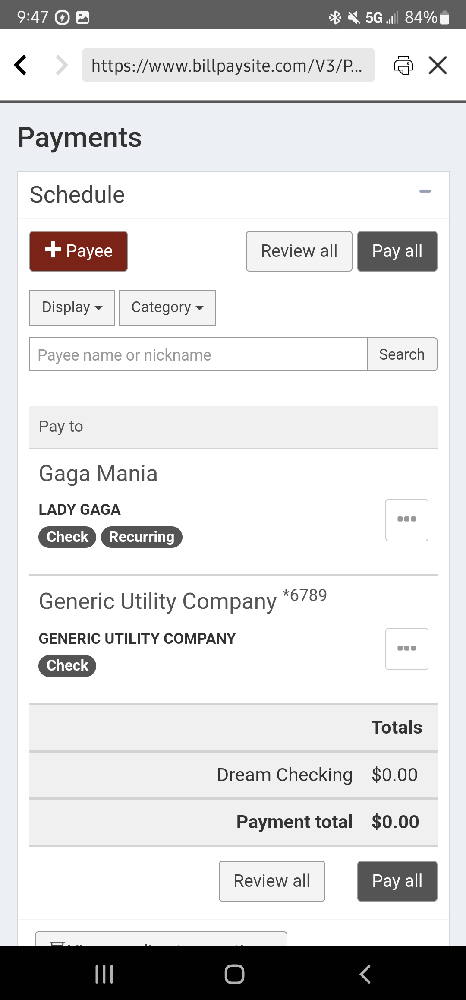 9:47 5G 84%
https://www.billpaysite.com/V3/P...
Payments
Schedule
Payee Review all Pay all
Display Category
Payee name or nickname Search
Pay to
Gaga Mania
LADY GAGA
Check Recurring
Generic Utility Company *6789
GENERIC UTILITY COMPANY
Check
Totals
Dream Checking $0.00
Payment total $0.00
Review all Pay all